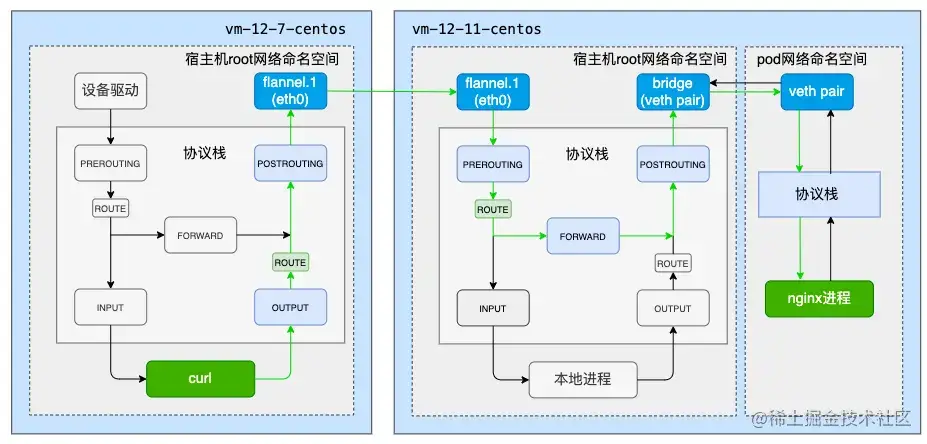 vm-12-7-centos
宿主机root网络命名空间
设备驱动
flannel.1
(eth0)
协议栈
PREROUTING
POSTROUTING
ROUTE
FORWARD
ROUTE
INPUT
OUTPUT
curl
vm-12-11-centos
宿主机root网络命名空间
flannel.1
(eth0)
bridge
(veth pair)
协议栈
PREROUTING
POSTROUTING
ROUTE
FORWARD
ROUTE
INPUT
OUTPUT
本地进程
pod网络命名空间
veth pair
协议栈
nginx进程
@稀土掘金技术社区